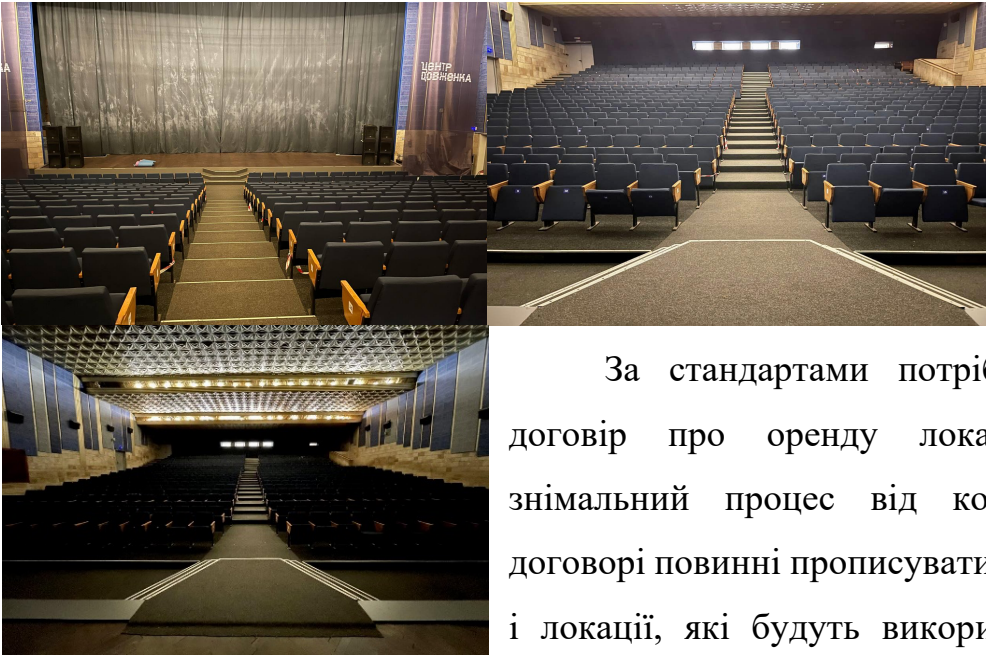 ЦЕНТР
ДОВЖЕНКА
За стандартами потріб
договір про оренду лока
знімальний процес від ко
договорі повинні прописувати
і локації, які будуть викори